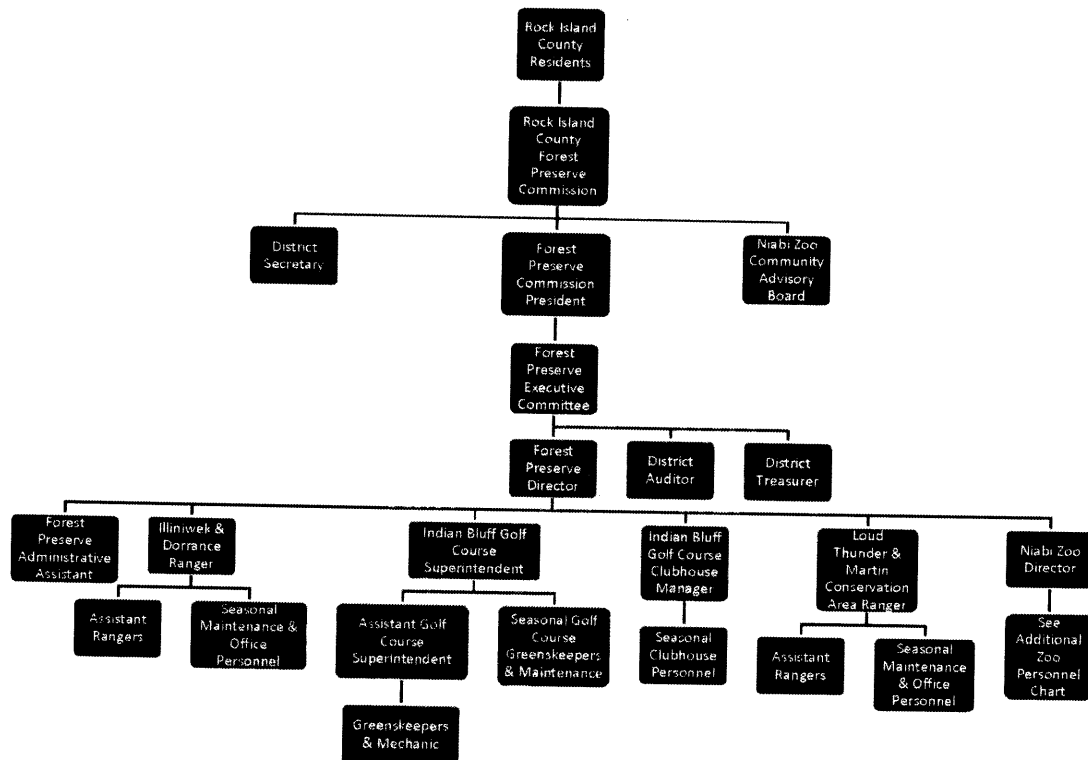 Rock Island
County
Residents
Rock Island
County
Forest
Preserve
Commission
District
Secretary
Forest
Preserve
Commission
President
Niabi Zoo
Community
Advisory
Board
Forest
Preserve
Executive
Committee
Forest
Preserve
Director
District
Auditor
District
Treasurer
Forest
Preserve
Administrative
Assistant
Illiniwek &
Dorrance
Ranger
Indian Bluff Golf
Course
Superintendent
Indian Bluff
Golf Course
Clubhouse
Manager
Loud
Thunder &
Martin
Conservation
Area Ranger
Niabi Zoo
Director
Assistant
Rangers
Seasonal
Maintenance &
Office
Personnel
Assistant Golf
Course
Superintendent
Seasonal Golf
Course
Greenskeepers
& Maintenance
Seasonal
Clubhouse
Personnel
Assistant
Rangers
Seasonal
Maintenance
& Office
Personnel
See
Additional
Zoo
Personnel
Chart
Greenskeepers
& Mechanic